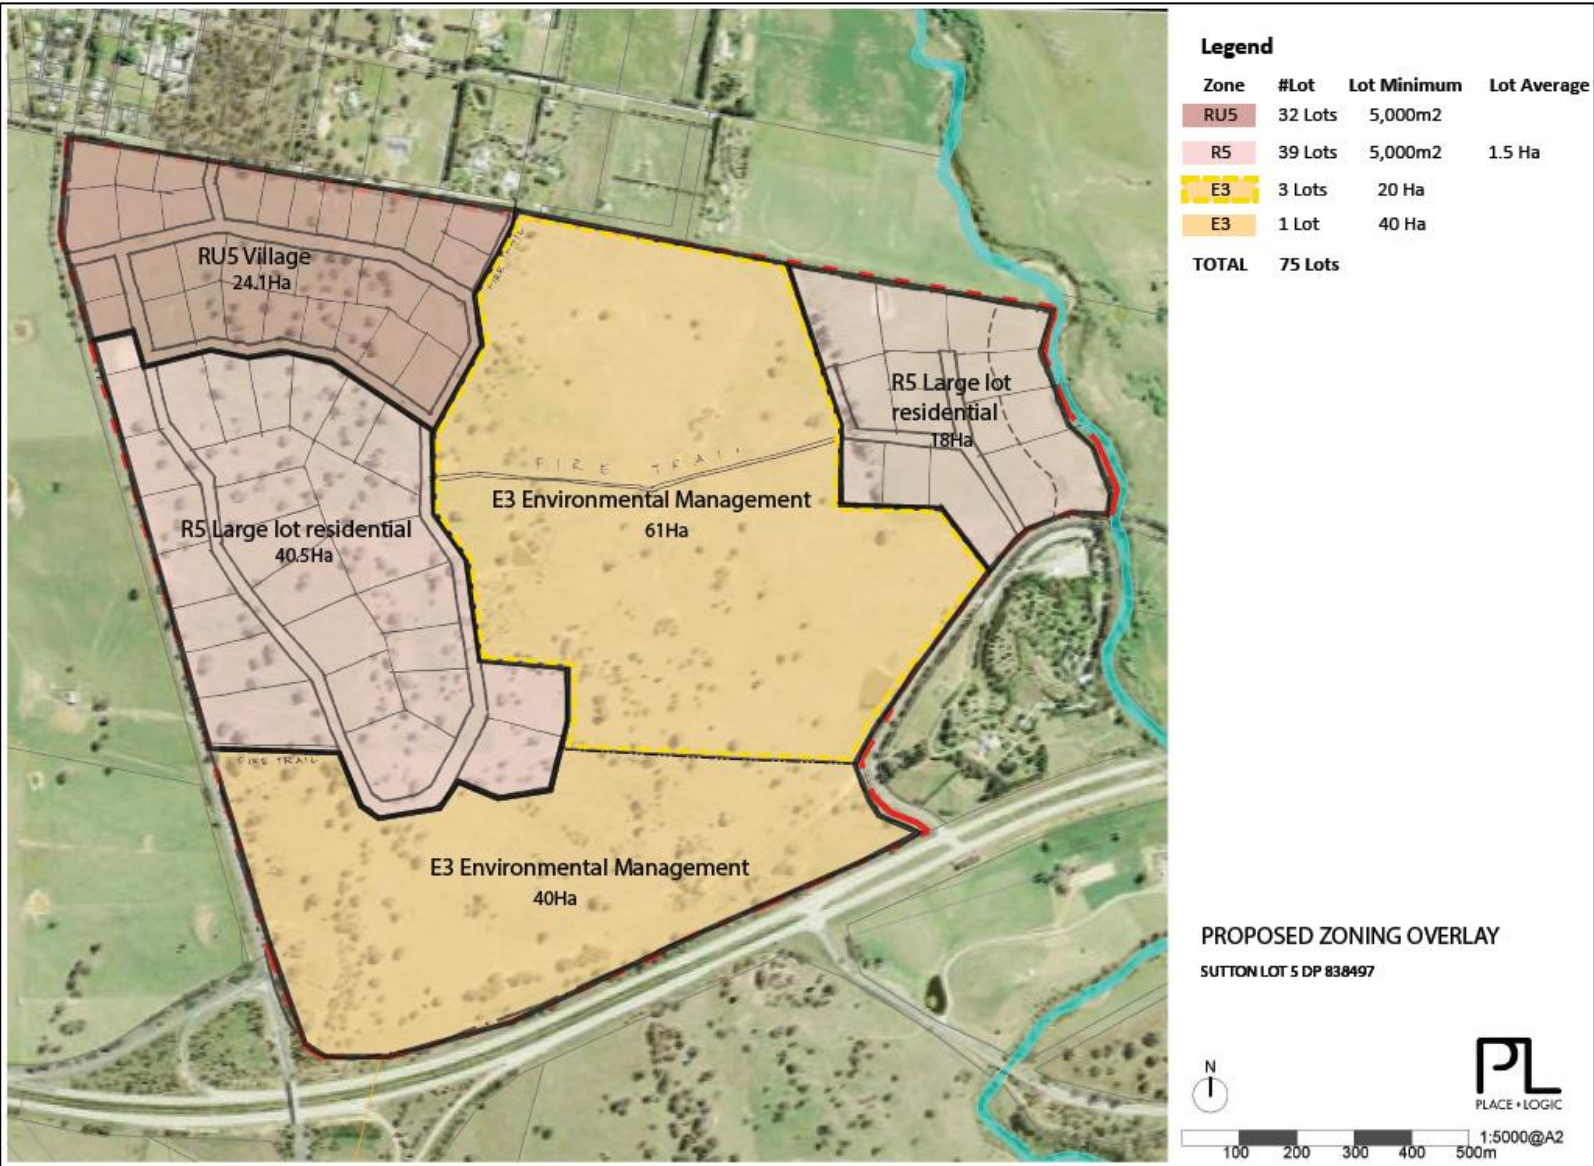 Legend
Zone #Lot Lot Minimum Lot Average
RU5 32 Lots 5,000m2
R5 39 Lots 5,000m2 1.5 Ha
E3 3 Lots 20 Ha
E3 1 Lot 40 Ha
TOTAL 75 Lots
RU5 Village
24.1Ha
FIRE TRAIL
R5 Large lot
residential
18Ha
FIRE TRAIL
E3 Environmental Management
61Ha
R5 Large lot residential
40.5Ha
FIRE TRAIL
E3 Environmental Management
40Ha
PROPOSED ZONING OVERLAY
SUTTON LOT 5 DP 838497
N
PL
PLACE+LOGIC
1:5000@A2
100 200 300 400 500m